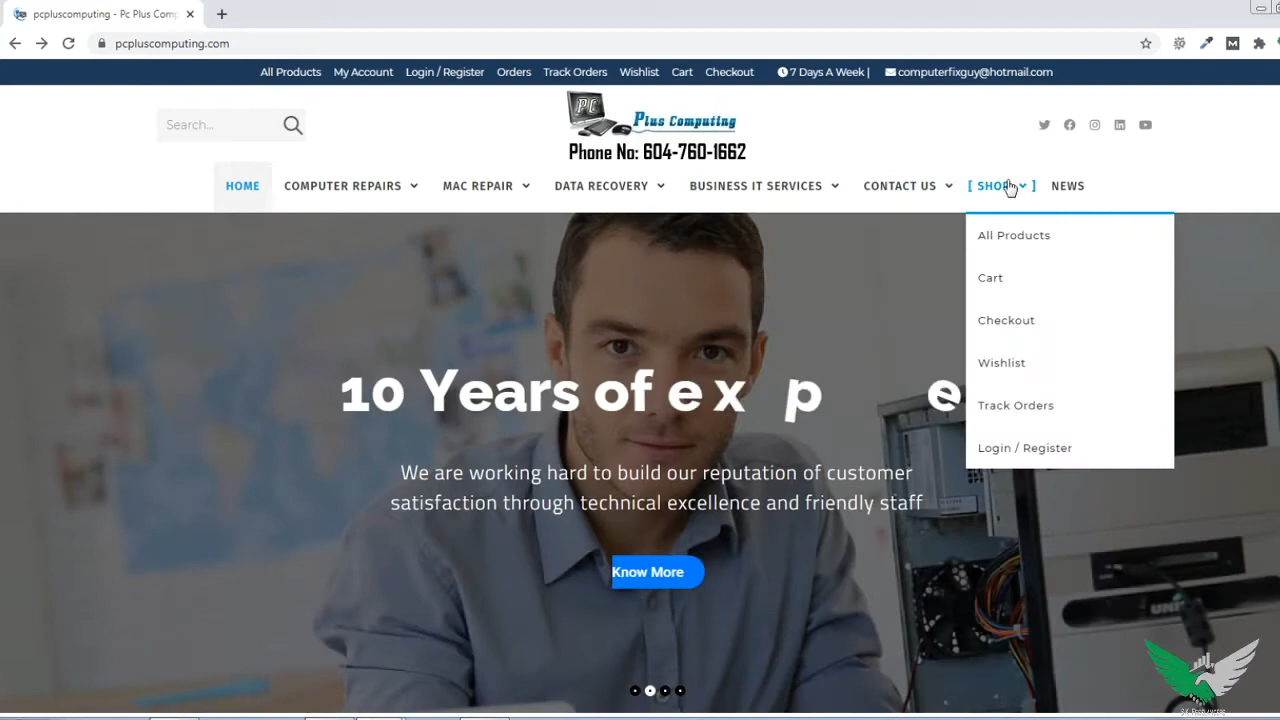 pcpluscomputing - Pc Plus Comp
pcpluscomputing.com
All Products My Account Login / Register Orders Track Orders Wishlist Cart Checkout 7 Days A Week | computerfixguy@hotmail.com
Search...
PC Plus Computing
Phone No: 604-760-1662
HOME COMPUTER REPAIRS MAC REPAIR DATA RECOVERY BUSINESS IT SERVICES CONTACT US [ SHOP ] NEWS
All Products
Cart
Checkout
Wishlist
Track Orders
Login / Register
10 Years of e x p e
We are working hard to build our reputation of customer
satisfaction through technical excellence and friendly staff
Know More